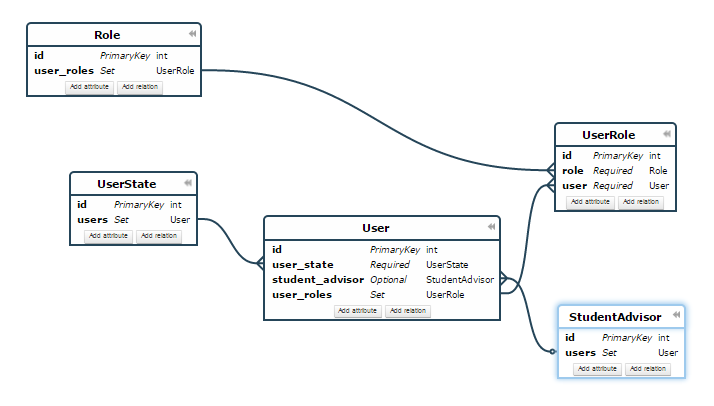 Role
id PrimaryKey int
user_roles Set UserRole
Add attribute Add relation
UserRole
id PrimaryKey int
role Required Role
user Required User
Add attribute Add relation
UserState
id PrimaryKey int
users Set User
Add attribute Add relation
User
id PrimaryKey int
user_state Required UserState
student_advisor Optional StudentAdvisor
user_roles Set UserRole
Add attribute Add relation
StudentAdvisor
id PrimaryKey int
users Set User
Add attribute Add relation